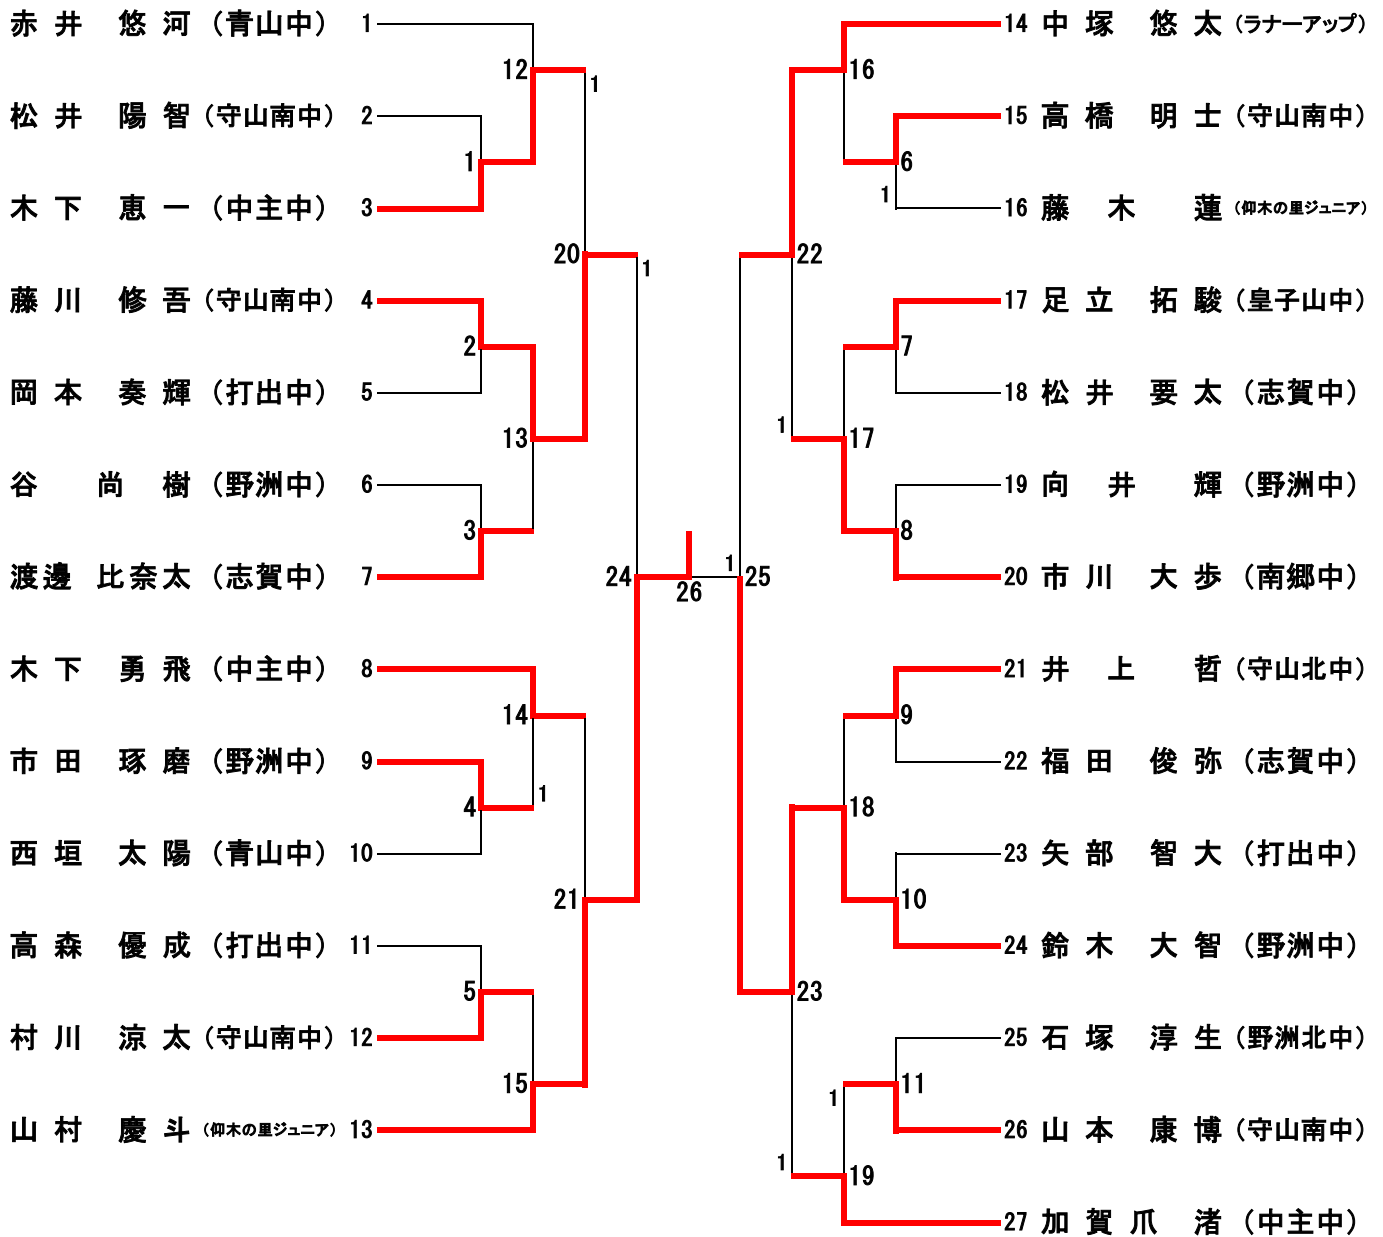 赤井 悠河（青山中） 1
松井 陽智（守山南中） 2
木下 恵一（中主中） 3
藤川 修吾（守山南中） 4
岡本 奏輝（打出中） 5
谷 尚樹（野洲中） 6
渡邊 比奈太（志賀中） 7
木下 勇飛（中主中） 8
市田 琢磨（野洲中） 9
西垣 太陽（青山中） 10
高森 優成（打出中） 11
村川 涼太（守山南中） 12
山村 慶斗（仰木の里ジュニア） 13
12
1
1
2
13
3
20
1
1
14
4
1
5
15
21
24
26
25
1
16
6
1
22
7
1
17
8
9
18
10
23
11
1
1
19
14 中塚 悠太（ラナーアップ）
15 高橋 明士（守山南中）
16 藤木 蓮（仰木の里ジュニア）
17 足立 拓駿（皇子山中）
18 松井 要太（志賀中）
19 向井 輝（野洲中）
20 市川 大歩（南郷中）
21 井上 哲（守山北中）
22 福田 俊弥（志賀中）
23 矢部 智大（打出中）
24 鈴木 大智（野洲中）
25 石塚 淳生（野洲北中）
26 山本 康博（守山南中）
27 加賀爪 渚（中主中）